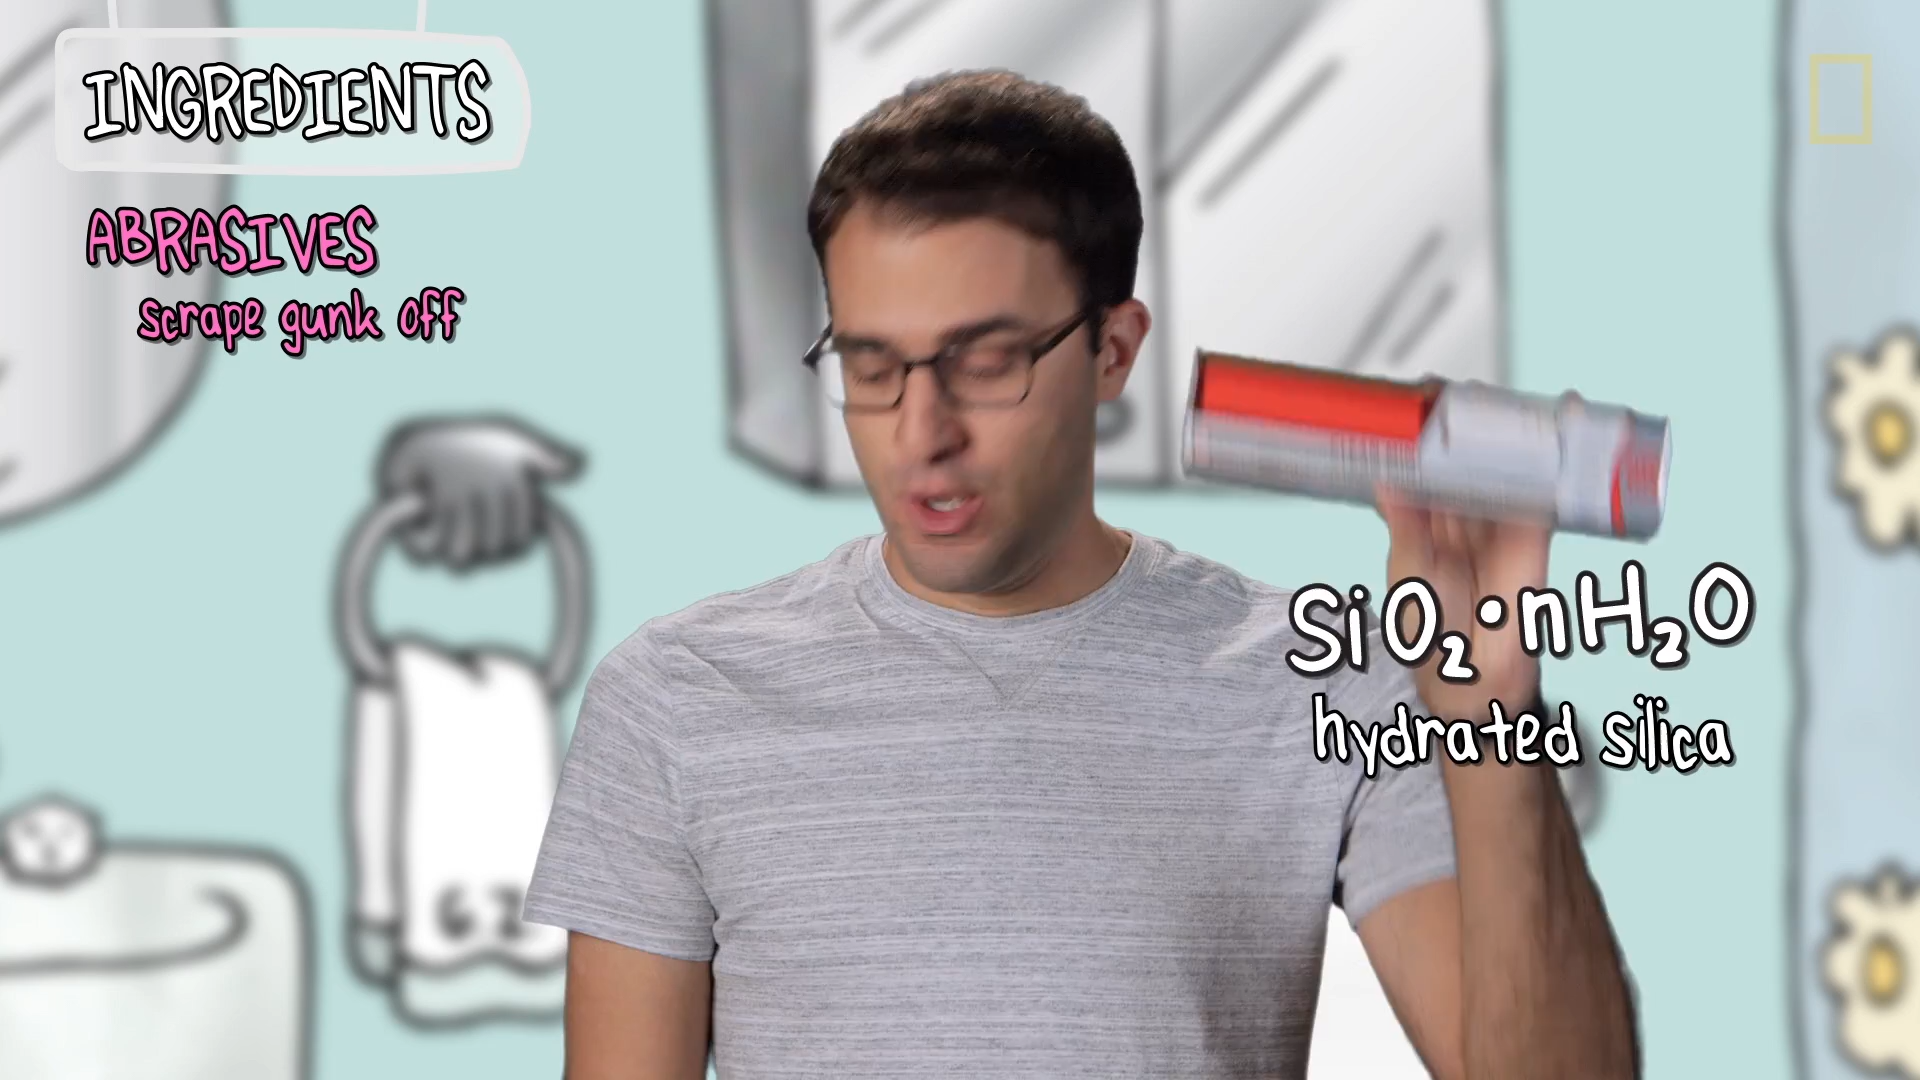 INGREDIENTS
ABRASIVES
scrape gunk off
SiO₂•nH₂O
hydrated silica